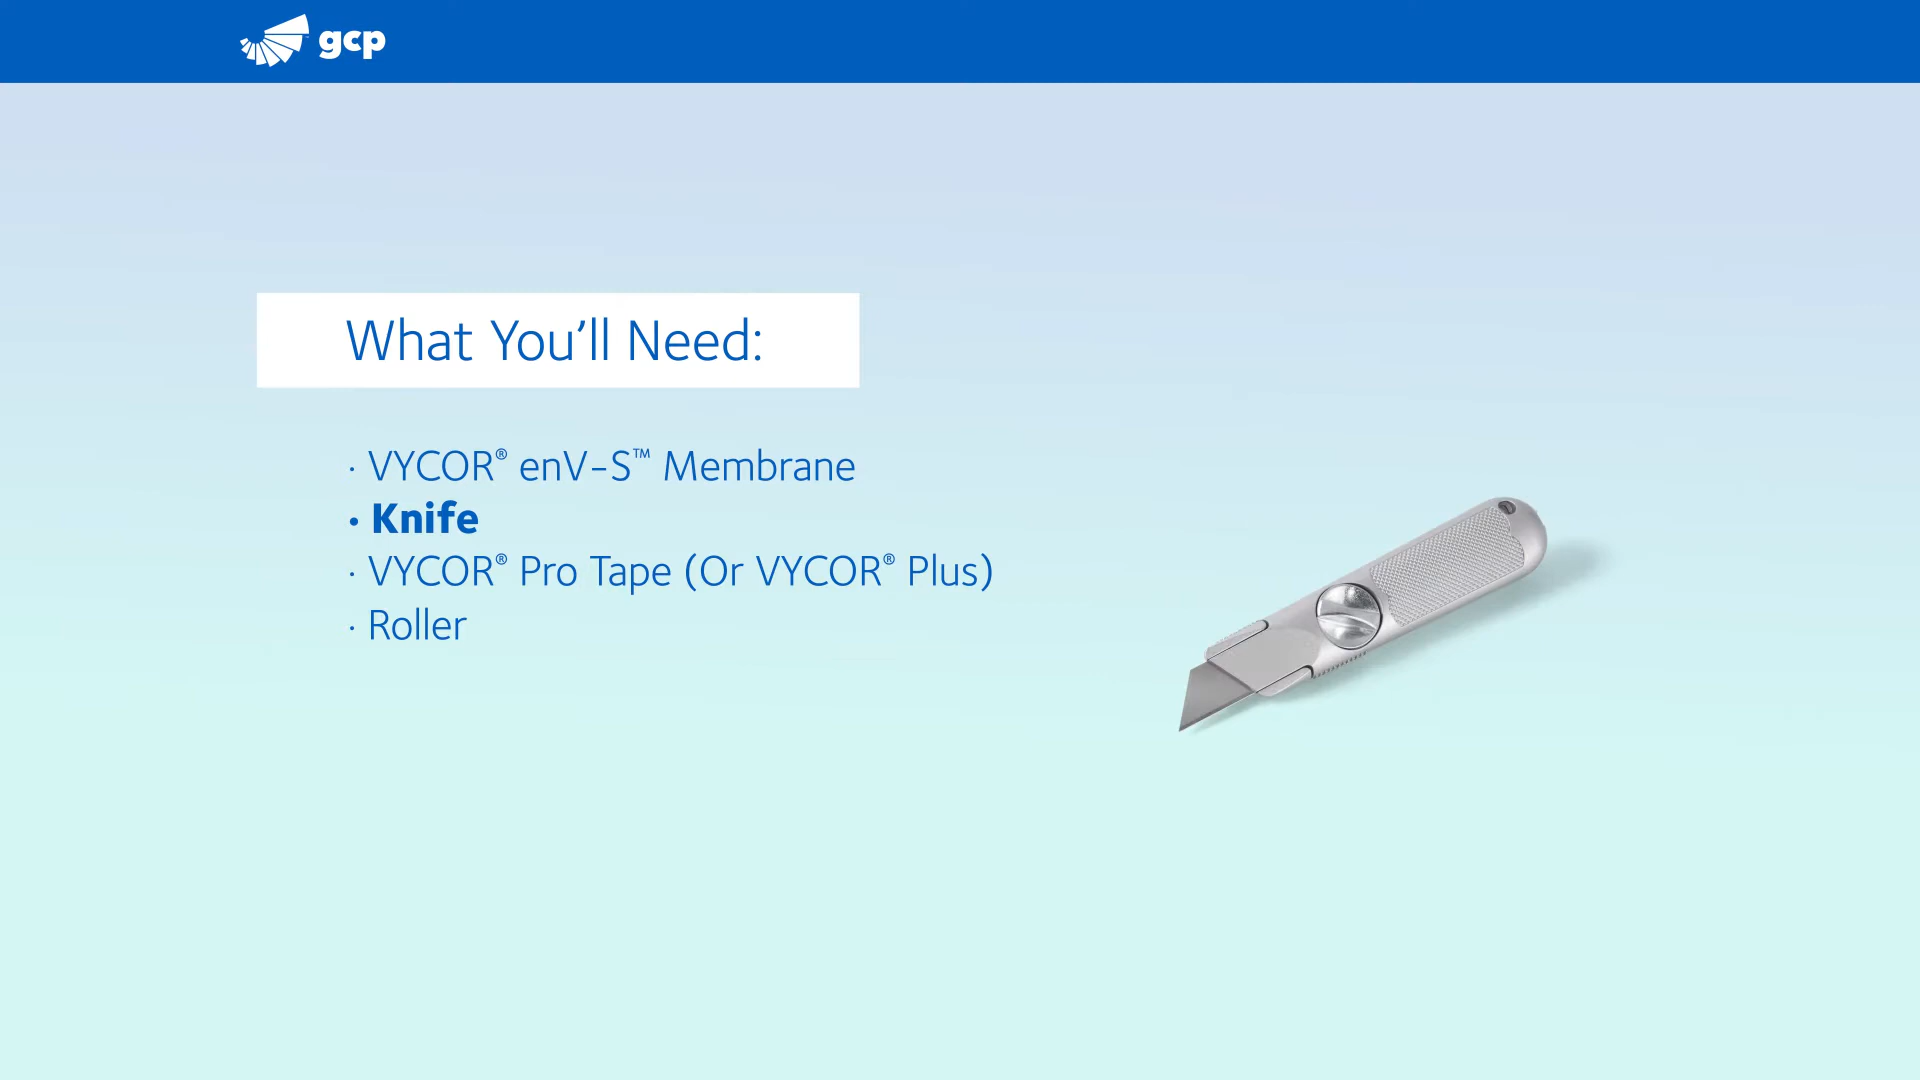 gcp
What You’ll Need:
· VYCOR® enV-S™ Membrane
• Knife
· VYCOR® Pro Tape (Or VYCOR® Plus)
· Roller